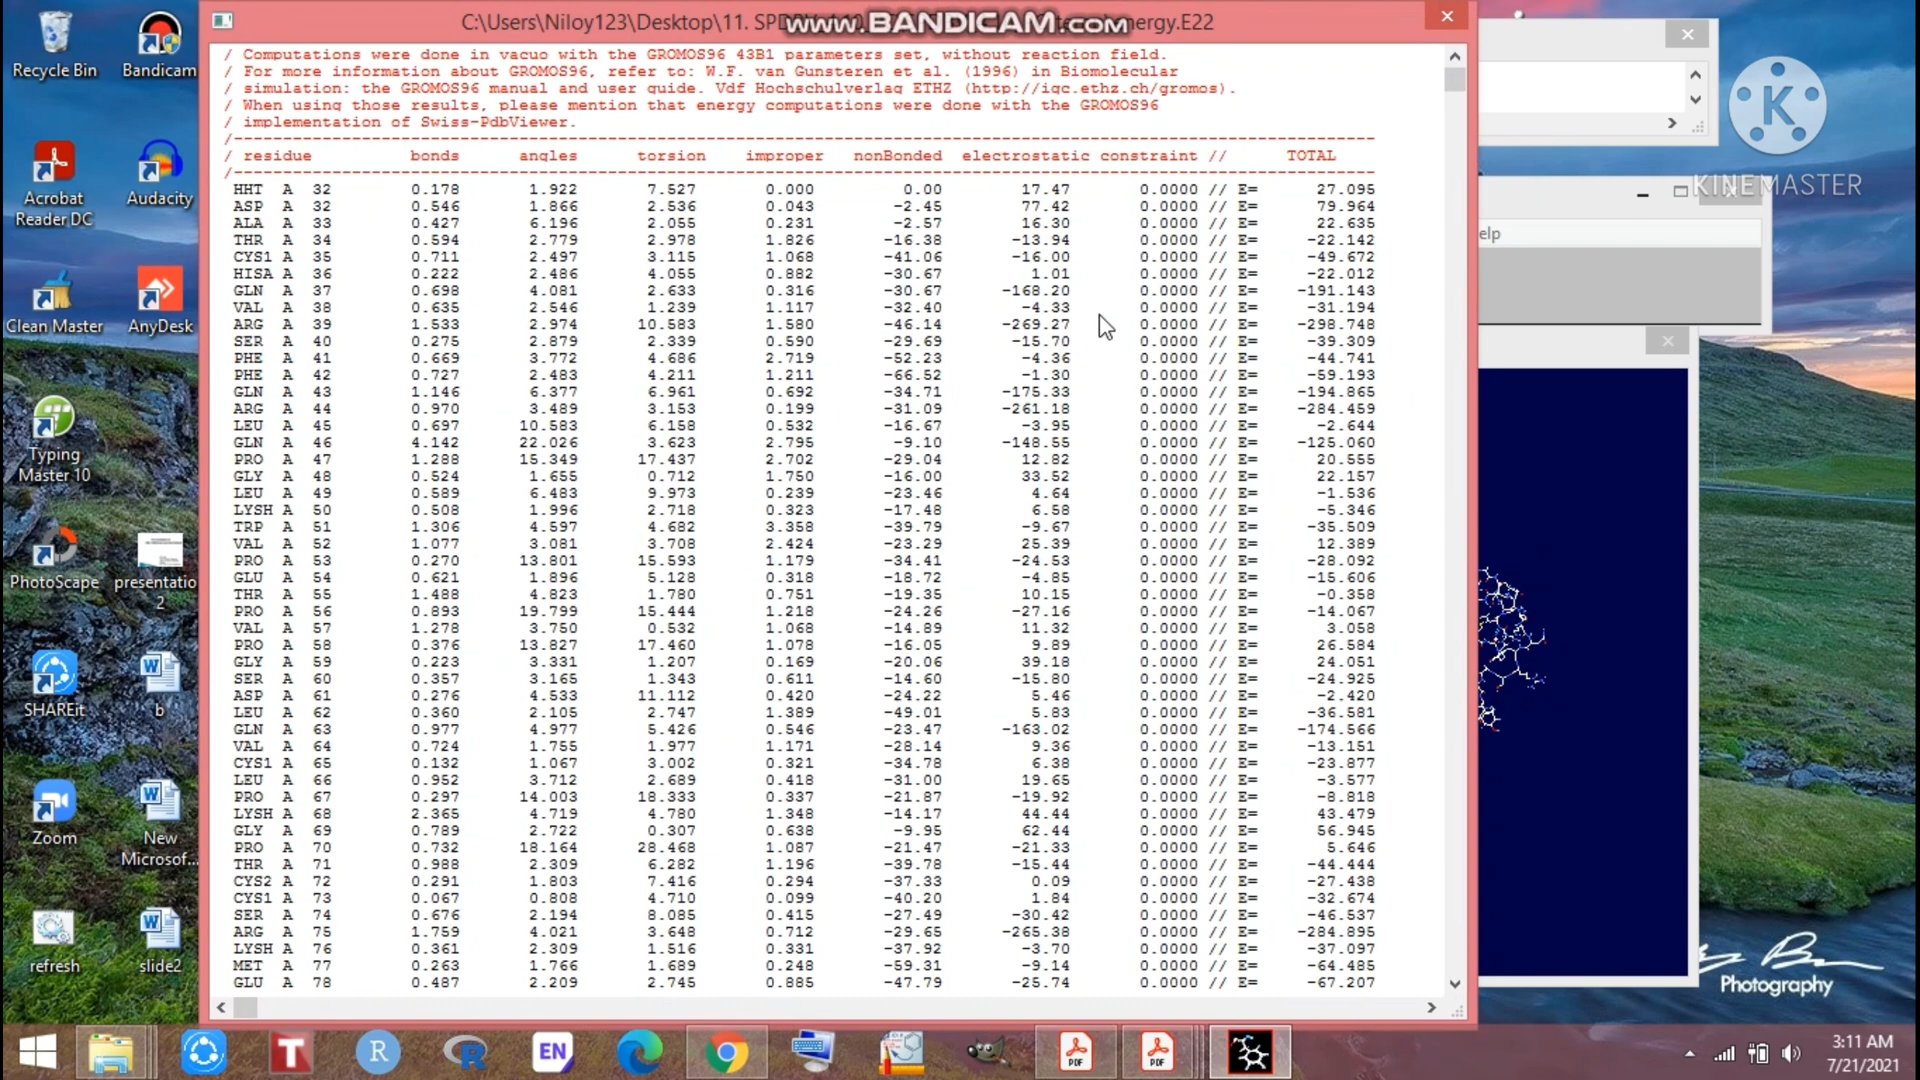 C:\Users\Niloy123\Desktop\11. SPD
www.BANDICAM.com
nergy.E22
/ Computations were done in vacuo with the GROMOS96 43B1 parameters set, without reaction field.
/ For more information about GROMOS96, refer to: W.F. van Gunsteren et al. (1996) in Biomolecular
/ simulation: the GROMOS96 manual and user guide. Vdf Hochschulverlag ETHZ (http://igc.ethz.ch/gromos).
/ When using those results, please mention that energy computations were done with the GROMOS96
/ implementation of Swiss-PdbViewer.
/ residue bonds angles torsion improper nonBonded electrostatic constraint // TOTAL
HHT A 32 0.178 1.922 7.527 0.000 0.00 17.47 0.0000 // E= 27.095
ASP A 32 0.546 1.866 2.536 0.043 -2.45 77.42 0.0000 // E= 79.964
ALA A 33 0.427 6.196 2.055 0.231 -2.57 16.30 0.0000 // E= 22.635
THR A 34 0.594 2.779 2.978 1.826 -16.38 -13.94 0.0000 // E= -22.142
CYS1 A 35 0.711 2.497 3.115 1.068 -41.06 -16.00 0.0000 // E= -49.672
HISA A 36 0.222 2.486 4.055 0.882 -30.67 1.01 0.0000 // E= -22.012
GLN A 37 0.698 4.081 2.633 0.316 -30.67 -168.20 0.0000 // E= -191.143
VAL A 38 0.635 2.546 1.239 1.117 -32.40 -4.33 0.0000 // E= -31.194
ARG A 39 1.533 2.974 10.583 1.580 -46.14 -269.27 0.0000 // E= -298.748
SER A 40 0.275 2.879 2.339 0.590 -29.69 -15.70 0.0000 // E= -39.309
PHE A 41 0.669 3.772 4.686 2.719 -52.23 -4.36 0.0000 // E= -44.741
PHE A 42 0.727 2.483 4.211 1.211 -66.52 -1.30 0.0000 // E= -59.193
GLN A 43 1.146 6.377 6.961 0.692 -34.71 -175.33 0.0000 // E= -194.865
ARG A 44 0.970 3.489 3.153 0.199 -31.09 -261.18 0.0000 // E= -284.459
LEU A 45 0.697 10.583 6.158 0.532 -16.67 -3.95 0.0000 // E= -2.644
GLN A 46 4.142 22.026 3.623 2.795 -9.10 -148.55 0.0000 // E= -125.060
PRO A 47 1.288 15.349 17.437 2.702 -29.04 12.82 0.0000 // E= 20.555
GLY A 48 0.524 1.655 0.712 1.750 -16.00 33.52 0.0000 // E= 22.157
LEU A 49 0.589 6.483 9.973 0.239 -23.46 4.64 0.0000 // E= -1.536
LYSH A 50 0.508 1.996 2.718 0.323 -17.48 6.58 0.0000 // E= -5.346
TRP A 51 1.306 4.597 4.682 3.358 -39.79 -9.67 0.0000 // E= -35.509
VAL A 52 1.077 3.081 3.708 2.424 -23.29 25.39 0.0000 // E= 12.389
PRO A 53 0.270 13.801 15.593 1.179 -34.41 -24.53 0.0000 // E= -28.092
GLU A 54 0.621 1.896 5.128 0.318 -18.72 -4.85 0.0000 // E= -15.606
THR A 55 1.488 4.823 1.780 0.751 -19.35 10.15 0.0000 // E= -0.358
PRO A 56 0.893 19.799 15.444 1.218 -24.26 -27.16 0.0000 // E= -14.067
VAL A 57 1.278 3.750 0.532 1.068 -14.89 11.32 0.0000 // E= 3.058
PRO A 58 0.376 13.827 17.460 1.078 -16.05 9.89 0.0000 // E= 26.584
GLY A 59 0.223 3.331 1.207 0.169 -20.06 39.18 0.0000 // E= 24.051
SER A 60 0.357 3.165 1.343 0.611 -14.60 -15.80 0.0000 // E= -24.925
ASP A 61 0.276 4.533 11.112 0.420 -24.22 5.46 0.0000 // E= -2.420
LEU A 62 0.360 2.105 2.747 1.389 -49.01 5.83 0.0000 // E= -36.581
GLN A 63 0.977 4.977 5.426 0.546 -23.47 -163.02 0.0000 // E= -174.566
VAL A 64 0.724 1.755 1.977 1.171 -28.14 9.36 0.0000 // E= -13.151
CYS1 A 65 0.132 1.067 3.002 0.321 -34.78 6.38 0.0000 // E= -23.877
LEU A 66 0.952 3.712 2.689 0.418 -31.00 19.65 0.0000 // E= -3.577
PRO A 67 0.297 14.003 18.333 0.337 -21.87 -19.92 0.0000 // E= -8.818
LYSH A 68 2.365 4.719 4.780 1.348 -14.17 44.44 0.0000 // E= 43.479
GLY A 69 0.789 2.722 0.307 0.638 -9.95 62.44 0.0000 // E= 56.945
PRO A 70 0.732 18.164 28.468 1.087 -21.47 -21.33 0.0000 // E= 5.646
THR A 71 0.988 2.309 6.282 1.196 -39.78 -15.44 0.0000 // E= -44.444
CYS2 A 72 0.291 1.803 7.416 0.294 -37.33 0.09 0.0000 // E= -27.438
CYS1 A 73 0.067 0.808 4.710 0.099 -40.20 1.84 0.0000 // E= -32.674
SER A 74 0.676 2.194 8.085 0.415 -27.49 -30.42 0.0000 // E= -46.537
ARG A 75 1.759 4.021 3.648 0.712 -29.65 -265.38 0.0000 // E= -284.895
LYSH A 76 0.361 2.309 1.516 0.331 -37.92 -3.70 0.0000 // E= -37.097
MET A 77 0.263 1.766 1.689 0.248 -59.31 -9.14 0.0000 // E= -64.485
GLU A 78 0.487 2.209 2.745 0.885 -47.79 -25.74 0.0000 // E= -67.207
Recycle Bin
Bandicam
Acrobat
Reader DC
Audacity
Clean Master
AnyDesk
Typing
Master 10
PhotoScape
presentatio
2
SHAREit
b
Zoom
New
Microsof...
refresh
slide2
K
KINEMASTER
elp
Photography
T
R
R
EN
PDF
PDF
3:11 AM
7/21/2021